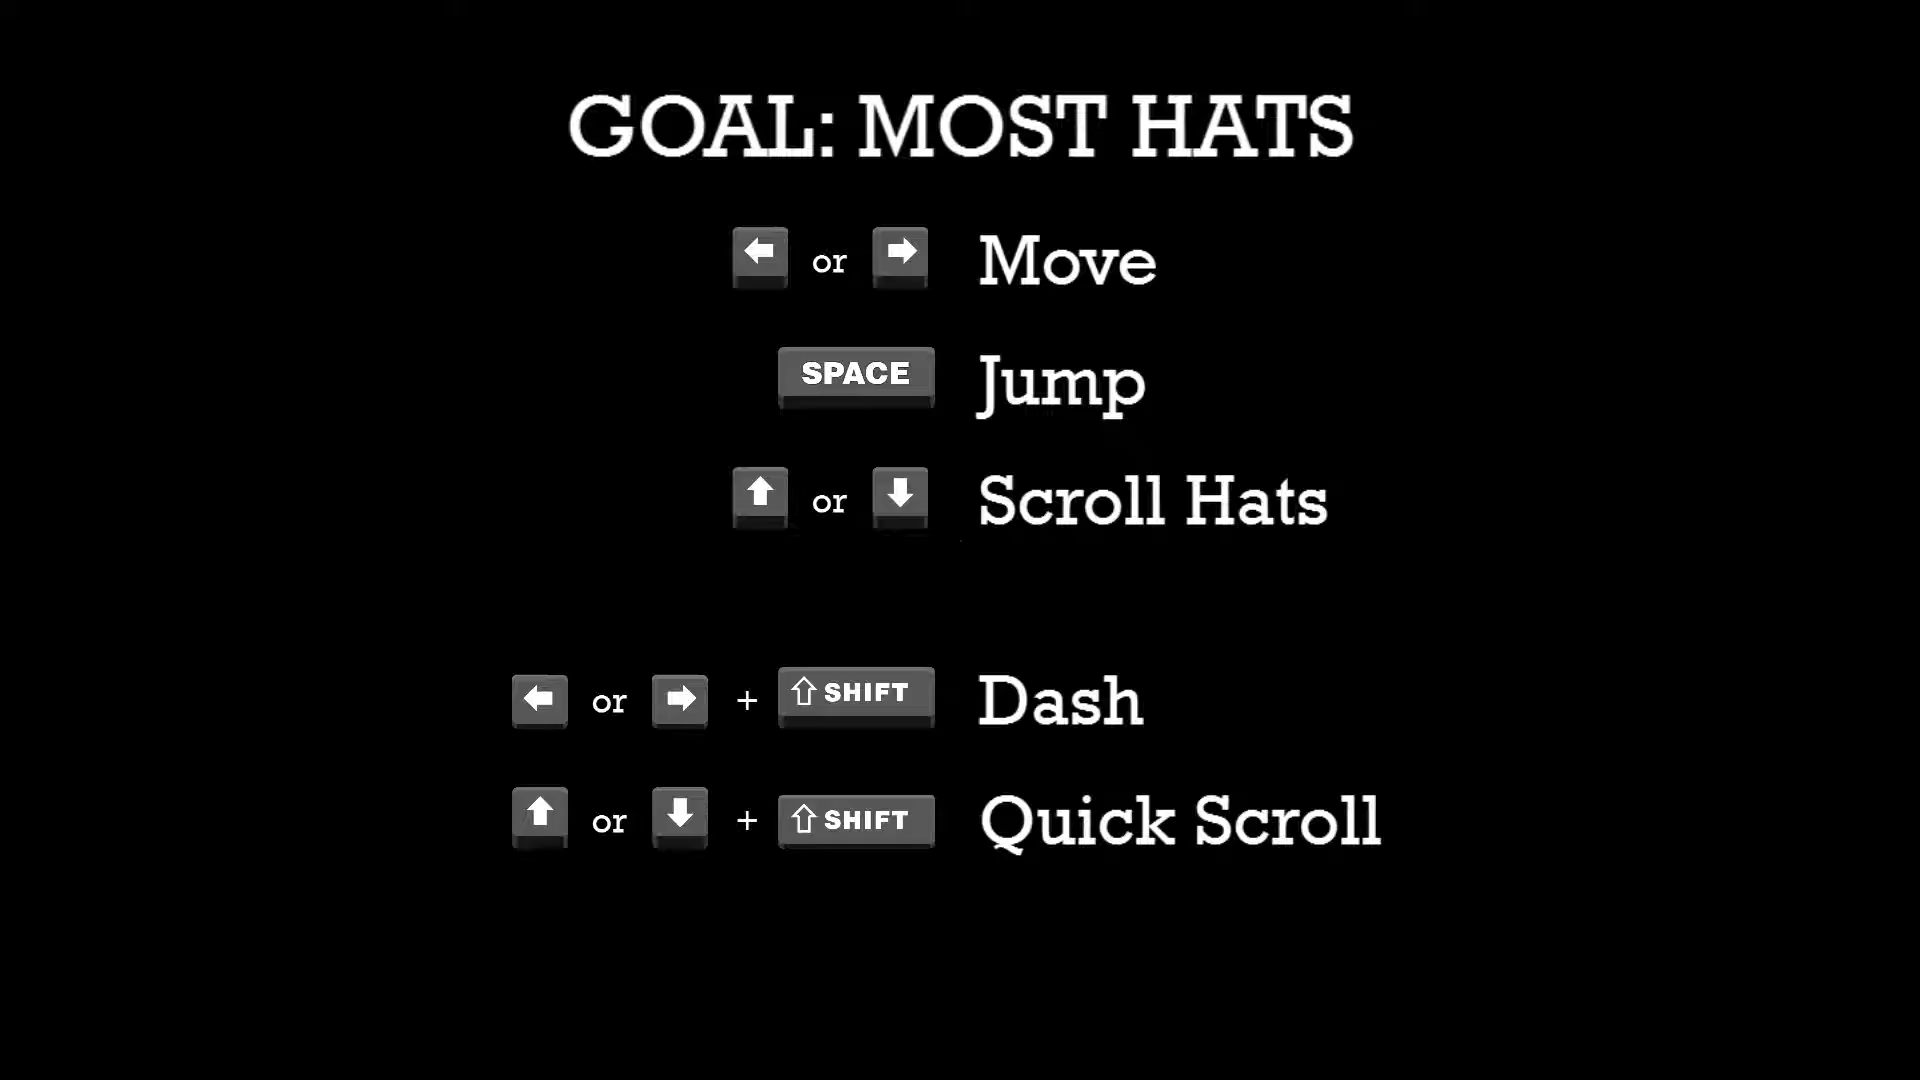 GOAL: MOST HATS
or Move
SPACE Jump
or Scroll Hats
or + SHIFT Dash
or + SHIFT Quick Scroll